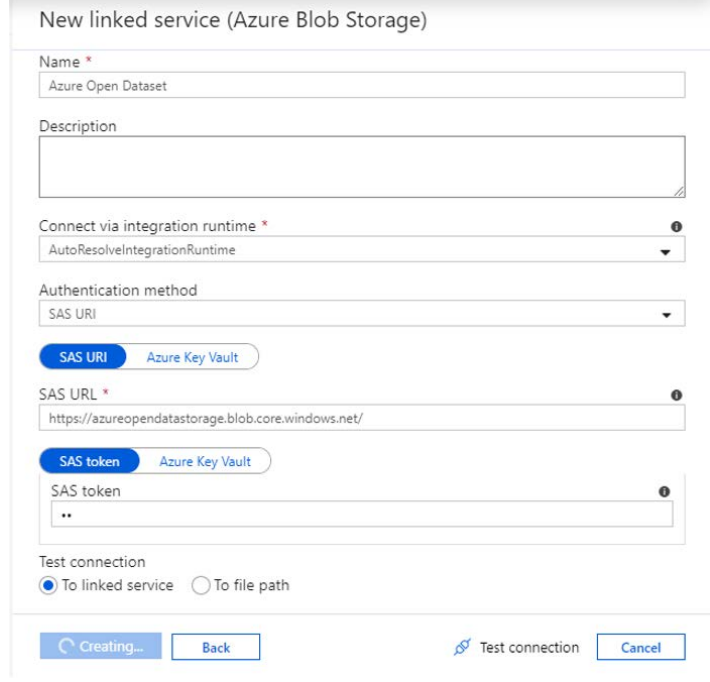 New linked service (Azure Blob Storage)
Name *
Azure Open Dataset
Description
Connect via integration runtime *
AutoResolveIntegrationRuntime
Authentication method
SAS URI
SAS URI Azure Key Vault
SAS URL *
https://azureopendatastorage.blob.core.windows.net/
SAS token Azure Key Vault
SAS token
••
Test connection
To linked service To file path
Creating... Back Test connection Cancel